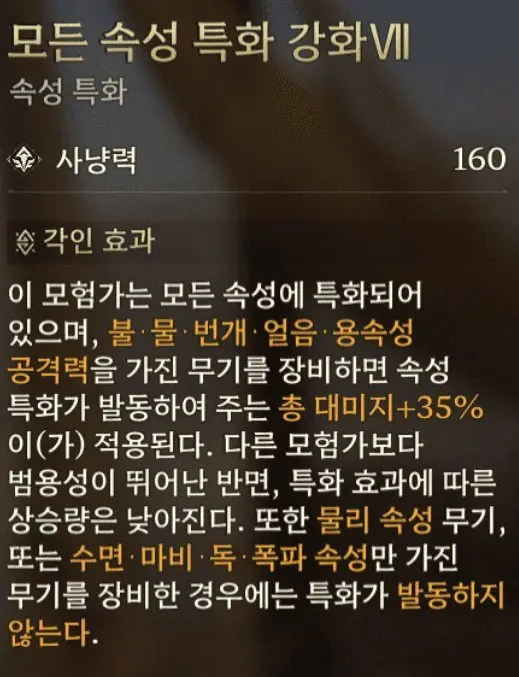 모든 속성 특화 강화Ⅶ
속성 특화
사냥력 160
각인 효과
이 모험가는 모든 속성에 특화되어
있으며, 불·물·번개·얼음·용속성
공격력을 가진 무기를 장비하면 속성
특화가 발동하여 주는 총 대미지+35%
이(가) 적용된다. 다른 모험가보다
범용성이 뛰어난 반면, 특화 효과에 따른
상승량은 낮아진다. 또한 물리 속성 무기,
또는 수면·마비·독·폭파 속성만 가진
무기를 장비한 경우에는 특화가 발동하지
않는다.